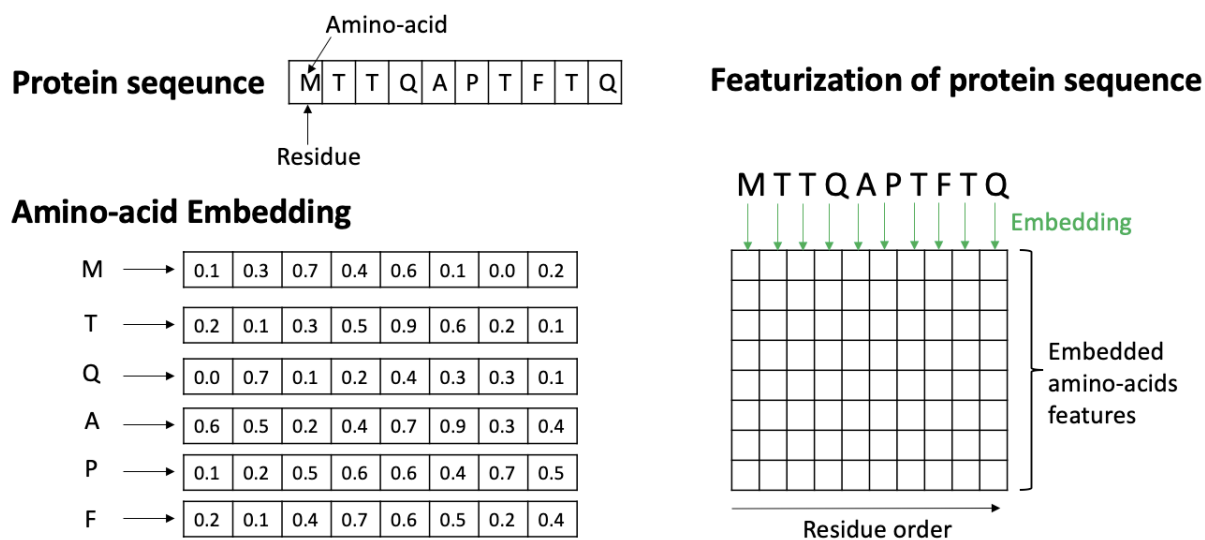 Amino-acid
Protein seqeunce
M T T Q A P T F T Q
Residue
Amino-acid Embedding
M 0.1 0.3 0.7 0.4 0.6 0.1 0.0 0.2
T 0.2 0.1 0.3 0.5 0.9 0.6 0.2 0.1
Q 0.0 0.7 0.1 0.2 0.4 0.3 0.3 0.1
A 0.6 0.5 0.2 0.4 0.7 0.9 0.3 0.4
P 0.1 0.2 0.5 0.6 0.6 0.4 0.7 0.5
F 0.2 0.1 0.4 0.7 0.6 0.5 0.2 0.4
Featurization of protein sequence
M T T Q A P T F T Q
Embedding
Embedded
amino-acids
features
Residue order